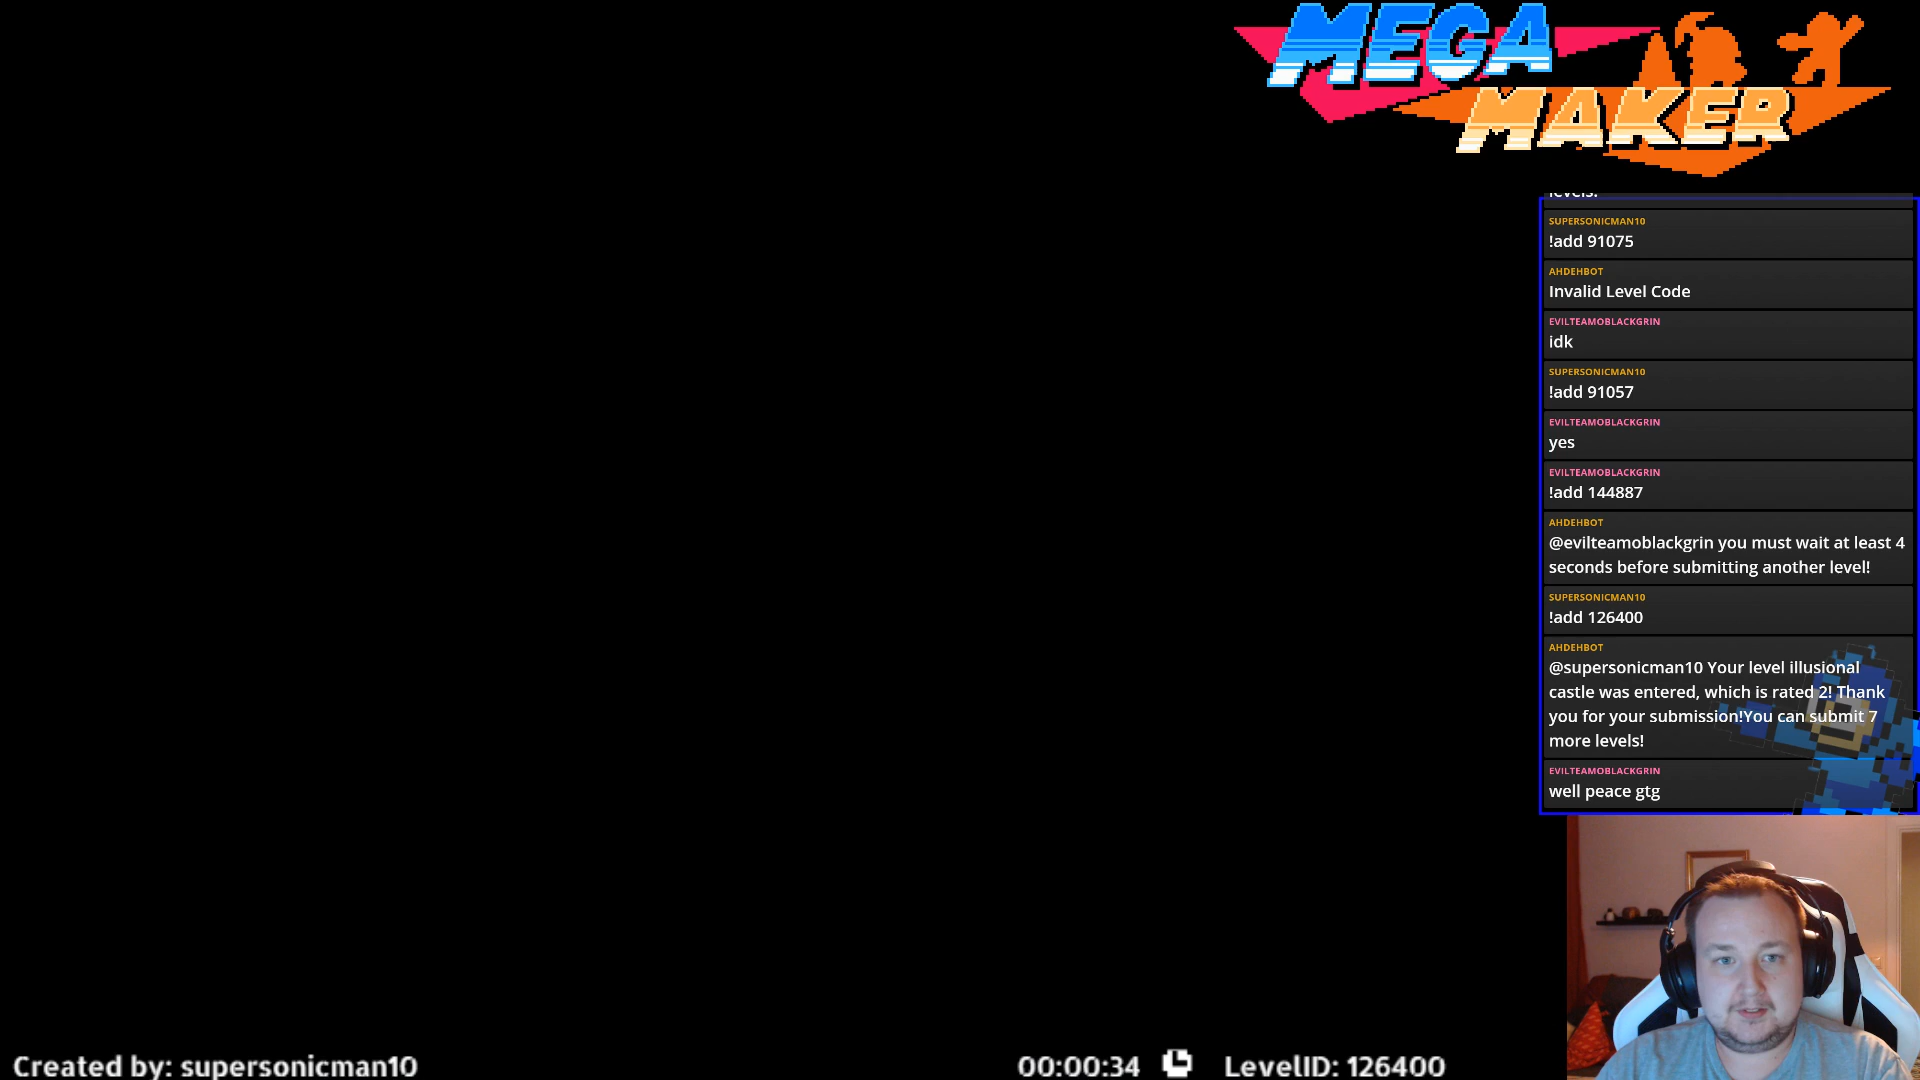 MEGA
MAKER
levels!
SUPERSONICMAN10
!add 91075
AHDEHBOT
Invalid Level Code
EVILTEAMOBLACKGRIN
idk
SUPERSONICMAN10
!add 91057
EVILTEAMOBLACKGRIN
yes
EVILTEAMOBLACKGRIN
!add 144887
AHDEHBOT
@evilteamoblackgrin you must wait at least 4
seconds before submitting another level!
SUPERSONICMAN10
!add 126400
AHDEHBOT
@supersonicman10 Your level illusional
castle was entered, which is rated 2! Thank
you for your submission!You can submit 7
more levels!
EVILTEAMOBLACKGRIN
well peace gtg
Created by: supersonicman10
00:00:34
LevelID: 126400